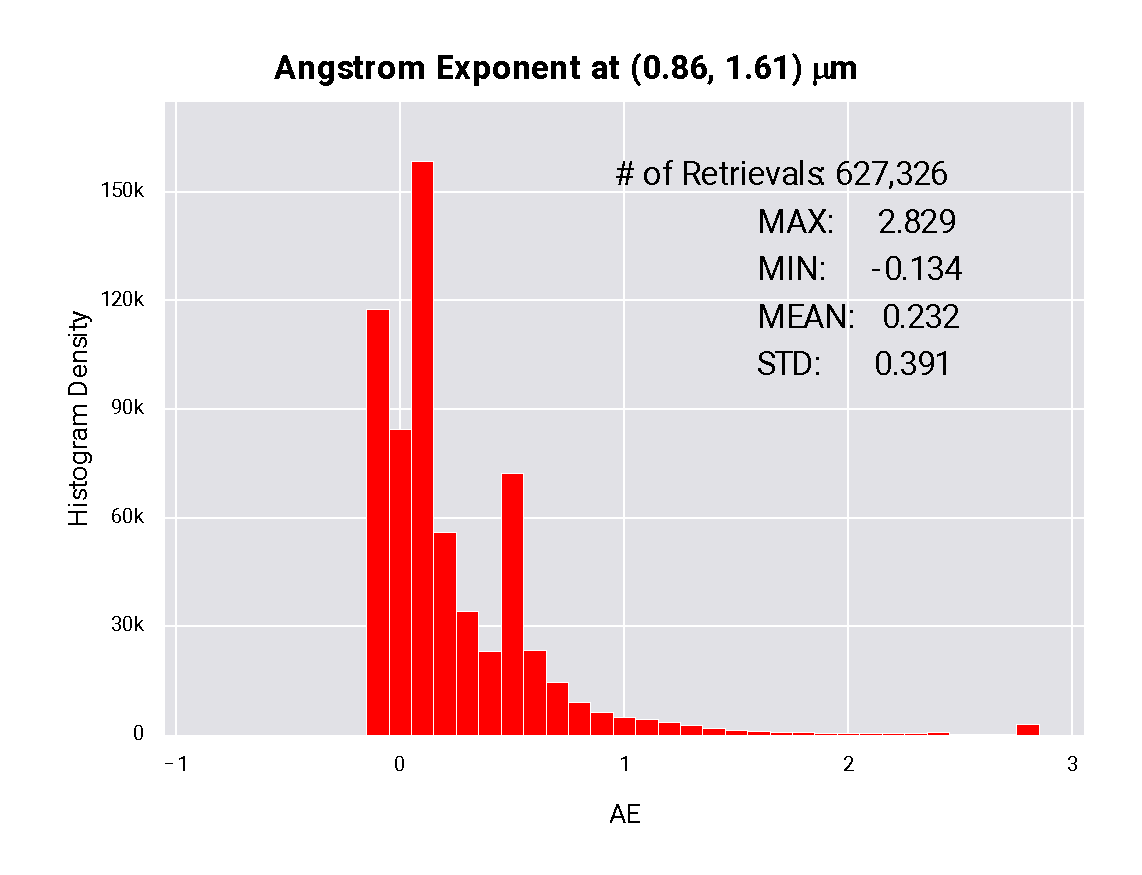 Angstrom Exponent at (0.86, 1.61) μm
# of Retrievals: 627,326
MAX: 2.829
MIN: -0.134
MEAN: 0.232
STD: 0.391
Histogram Density
150k
120k
90k
60k
30k
0
−1 0 1 2 3
AE